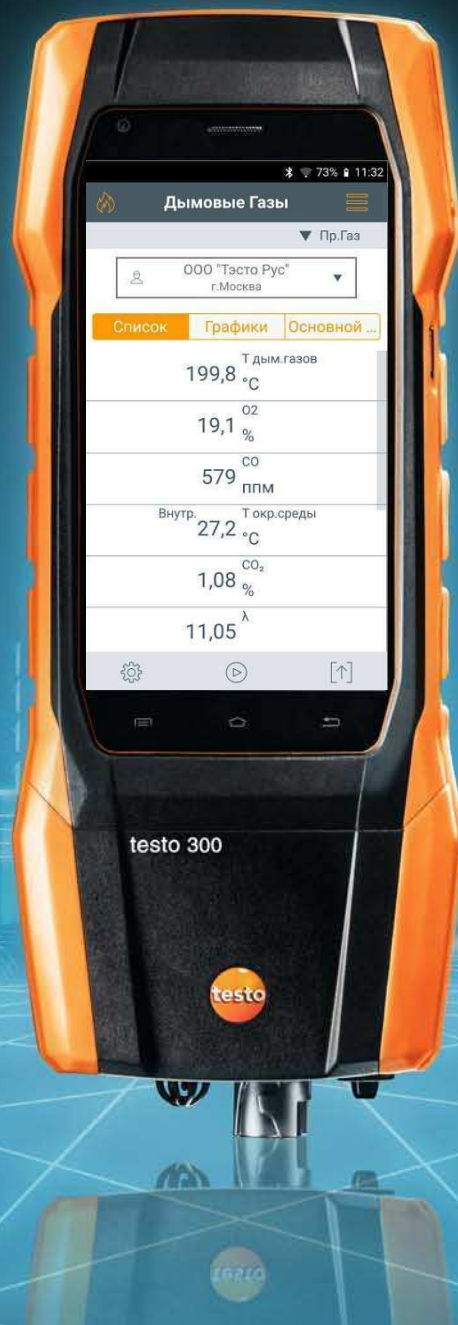 73% 11:32
Дымовые Газы
Пр.Газ
ООО "Тэсто Рус"
г.Москва
Список Графики Основной ...
Т дым.газов
199,8 °C
O2
19,1 %
CO
579 ппм
Внутр. Т окр.среды
27,2 °C
CO₂
1,08 %
λ
11,05
testo 300
testo